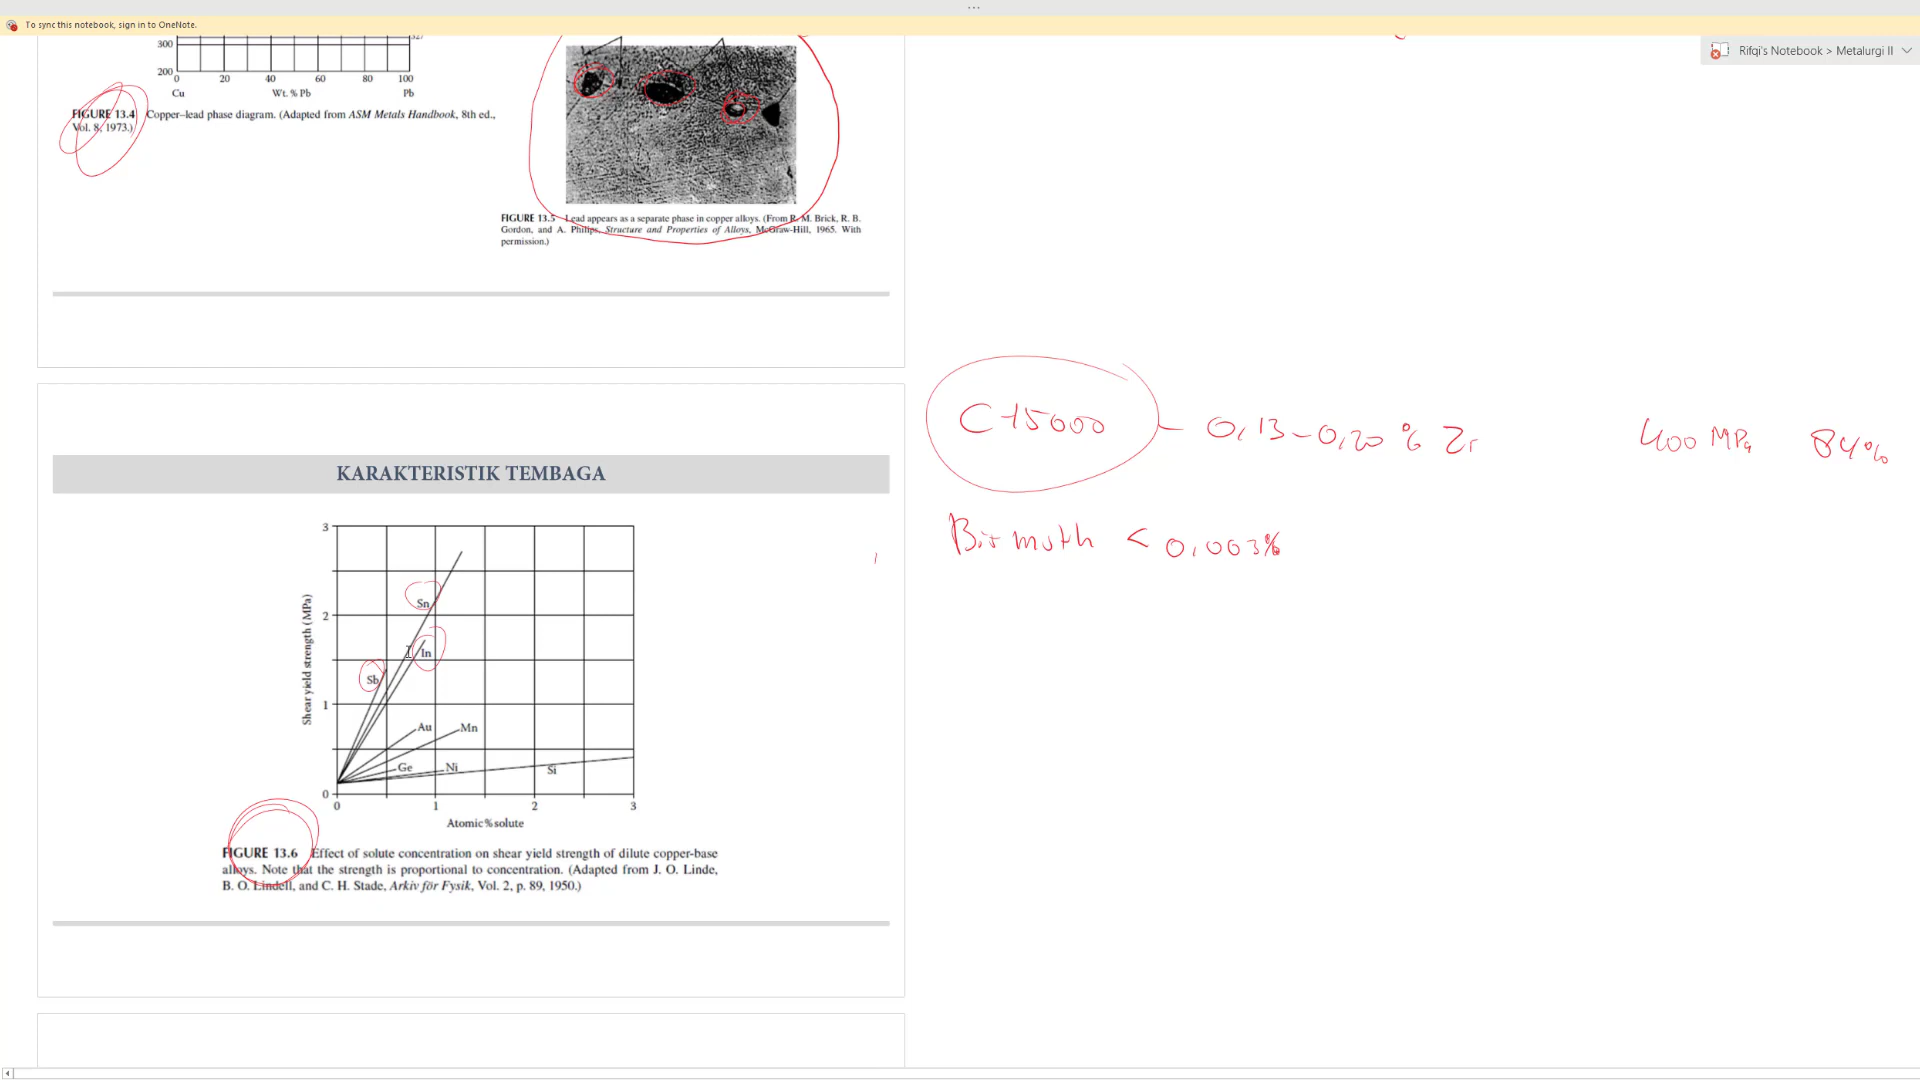 To sync this notebook, sign in to OneNote.
Rifqi's Notebook > Metalurgi II
300
327
200
0 20 40 60 80 100
Cu Wt. % Pb Pb
FIGURE 13.4 Copper–lead phase diagram. (Adapted from ASM Metals Handbook, 8th ed.,
Vol. 8, 1973.)
FIGURE 13.5 Lead appears as a separate phase in copper alloys. (From R. M. Brick, R. B.
Gordon, and A. Philips, Structure and Properties of Alloys, McGraw-Hill, 1965. With
permission.)
C 15000 – 0,13 – 0,20 % Zr 400 MPa 84%
Bismuth < 0,003%
KARAKTERISTIK TEMBAGA
3
2
1
0
Shear yield strength (MPa)
Sn
In
Sb
Au Mn
Ge Ni Si
0 1 2 3
Atomic % solute
FIGURE 13.6 Effect of solute concentration on shear yield strength of dilute copper-base
alloys. Note that the strength is proportional to concentration. (Adapted from J. O. Linde,
B. O. Lindell, and C. H. Stade, Arkiv för Fysik, Vol. 2, p. 89, 1950.)